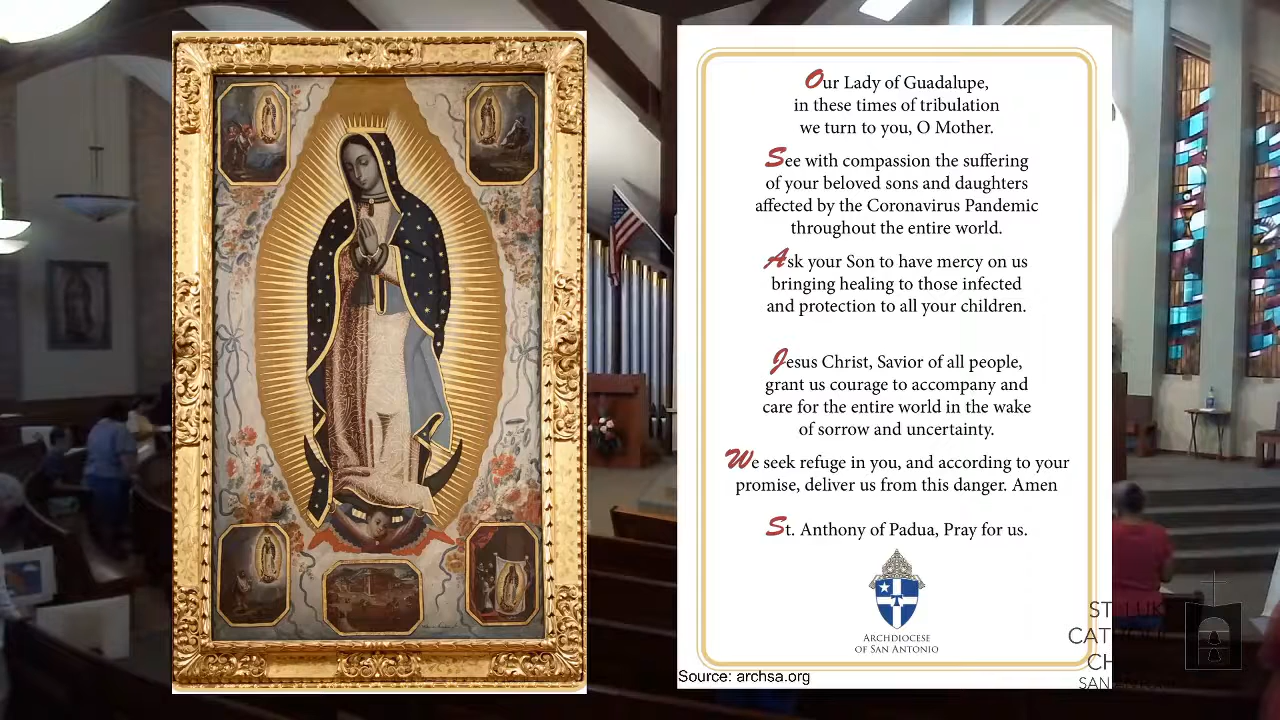 Our Lady of Guadalupe,
in these times of tribulation
we turn to you, O Mother.
See with compassion the suffering
of your beloved sons and daughters
affected by the Coronavirus Pandemic
throughout the entire world.
Ask your Son to have mercy on us
bringing healing to those infected
and protection to all your children.
Jesus Christ, Savior of all people,
grant us courage to accompany and
care for the entire world in the wake
of sorrow and uncertainty.
We seek refuge in you, and according to your
promise, deliver us from this danger. Amen
St. Anthony of Padua, Pray for us.
ARCHDIOCESE
OF SAN ANTONIO
Source: archsa.org
ST LUK
CATHOLIC
CH
SAN